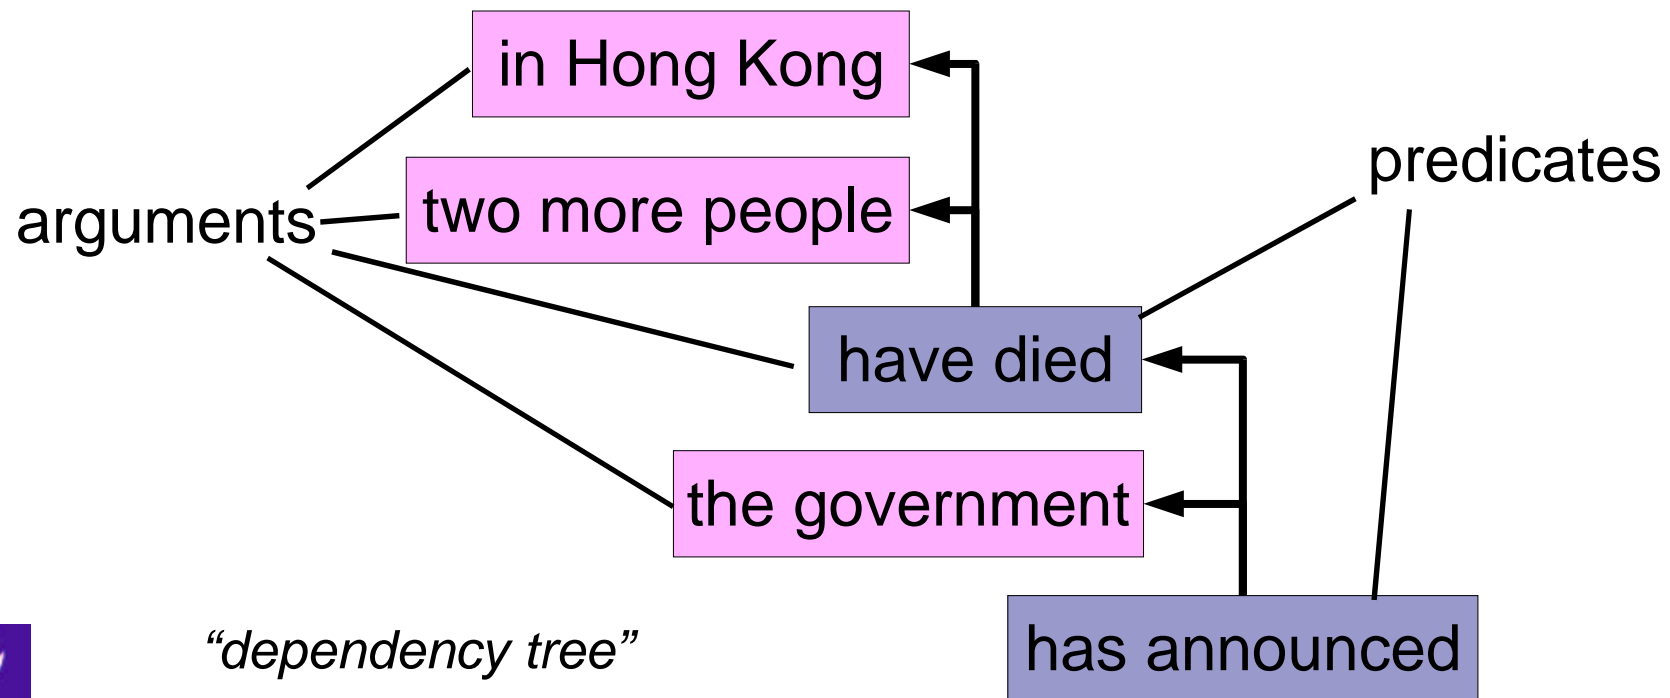 in Hong Kong
predicates
two more people
arguments
have died
the government
“dependency tree”
has announced